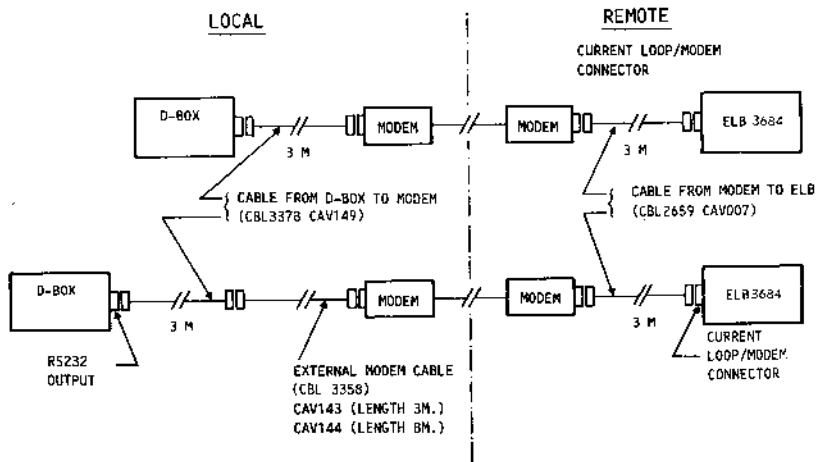 LOCAL
REMOTE
CURRENT LOOP/MODEM
CONNECTOR
D-BOX
MODEM
MODEM
ELB 3684
3 M
3 M
CABLE FROM D-BOX TO MODEM
(CBL3378 CAV149)
CABLE FROM MODEM TO ELB
(CBL2659 CAV007)
D-BOX
MODEM
MODEM
ELB3684
3 M
3 M
RS232
OUTPUT
EXTERNAL MODEM CABLE
(CBL 3358)
CAV143 (LENGTH 3M.)
CAV144 (LENGTH 8M.)
CURRENT
LOOP/MODEM
CONNECTOR